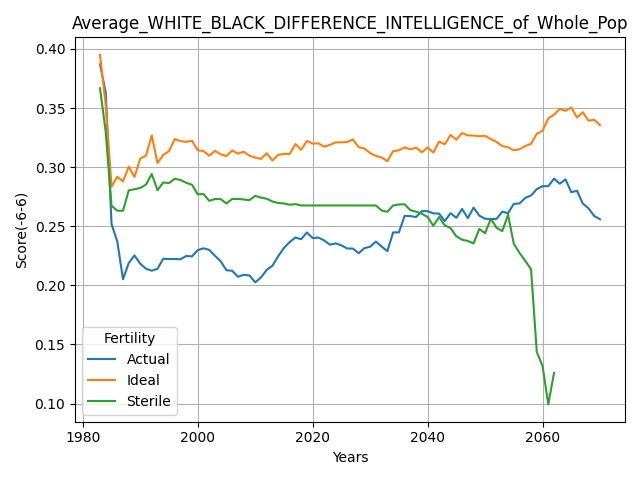 Average_WHITE_BLACK_DIFFERENCE_INTELLIGENCE_of_Whole_Pop
0.40
0.35
0.30
0.25
0.20
0.15
0.10
Score(-6-6)
Fertility
Actual
Ideal
Sterile
1980
2000
2020
2040
2060
Years